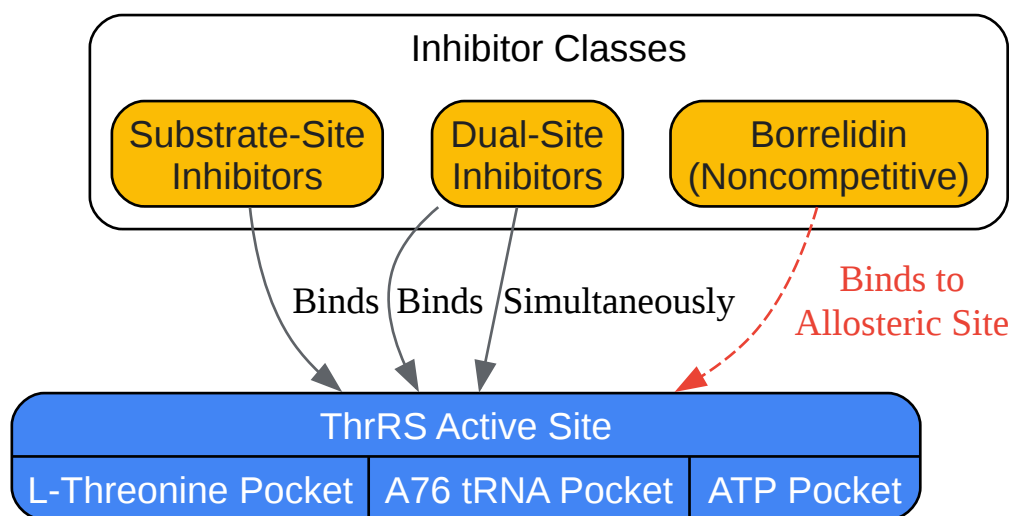 Inhibitor Classes
Substrate-Site
Inhibitors
Dual-Site
Inhibitors
Borrelidin
(Noncompetitive)
Binds
Binds
Simultaneously
Binds to
Allosteric Site
ThrRS Active Site
L-Threonine Pocket
A76 tRNA Pocket
ATP Pocket